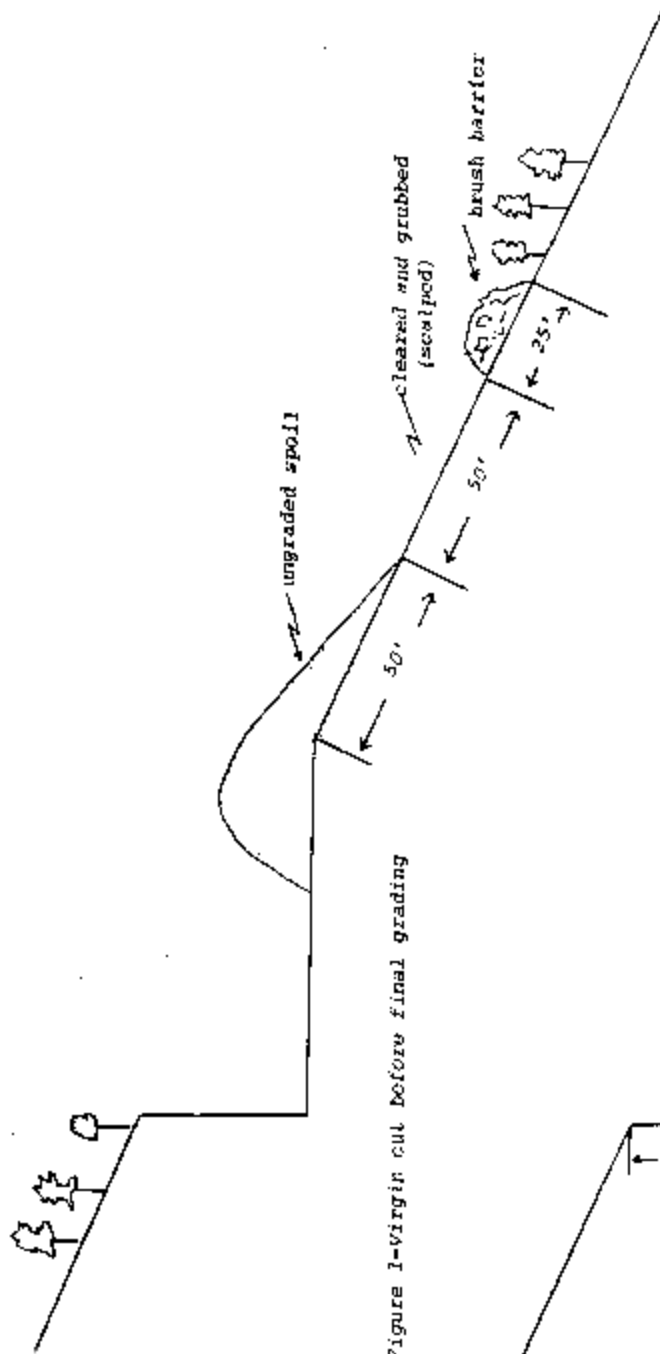 ungraded spoil
cleared and grubbed
(scalped)
brush barrier
50'
50'
25'
Figure 1-Virgin cut before final grading